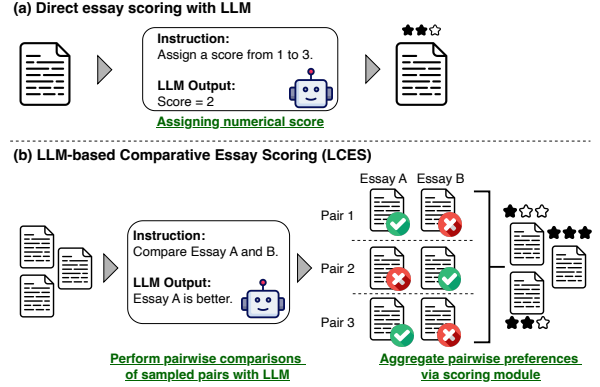 (a) Direct essay scoring with LLM
Instruction:
Assign a score from 1 to 3.
LLM Output:
Score = 2
Assigning numerical score
(b) LLM-based Comparative Essay Scoring (LCES)
Essay A Essay B
Pair 1
Instruction:
Compare Essay A and B.
LLM Output:
Essay A is better.
Pair 2
Pair 3
Perform pairwise comparisons
of sampled pairs with LLM
Aggregate pairwise preferences
via scoring module